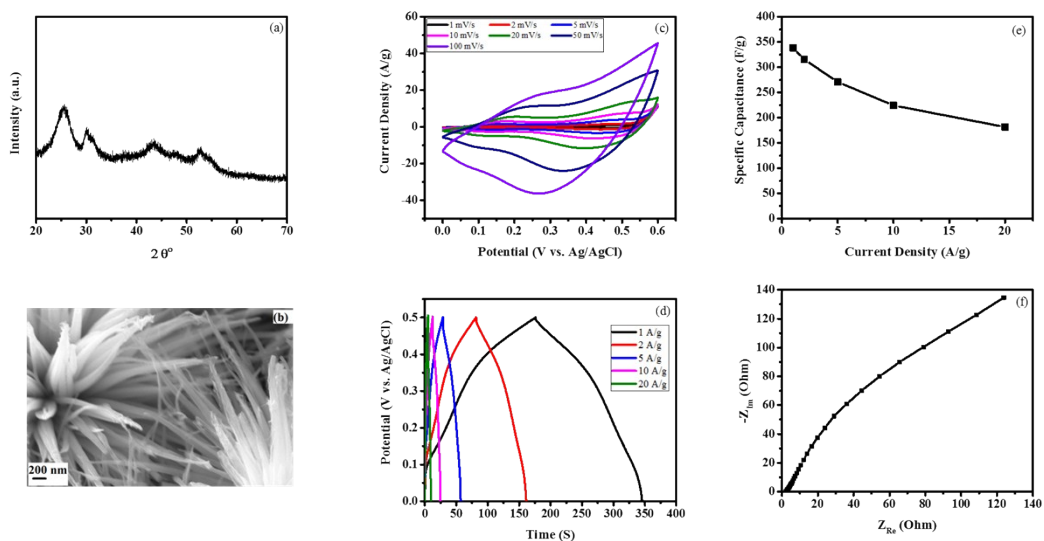 (a)
Intensity (a.u.)
20 30 40 50 60 70
2 θ°
(b)
200 nm
1 mV/s 2 mV/s 5 mV/s
10 mV/s 20 mV/s 50 mV/s
100 mV/s
(c)
Current Density (A/g)
60
40
20
0
-20
-40
0.0 0.1 0.2 0.3 0.4 0.5 0.6
Potential (V vs. Ag/AgCl)
(d)
1 A/g
2 A/g
5 A/g
10 A/g
20 A/g
Potential (V vs. Ag/AgCl)
0.5
0.4
0.3
0.2
0.1
0.0
0 50 100 150 200 250 300 350 400
Time (S)
(e)
Specific Capacitance (F/g)
400
350
300
250
200
150
100
50
0
0 5 10 15 20 25
Current Density (A/g)
(f)
-Z_Im (Ohm)
140
120
100
80
60
40
20
0
0 20 40 60 80 100 120 140
Z_Re (Ohm)